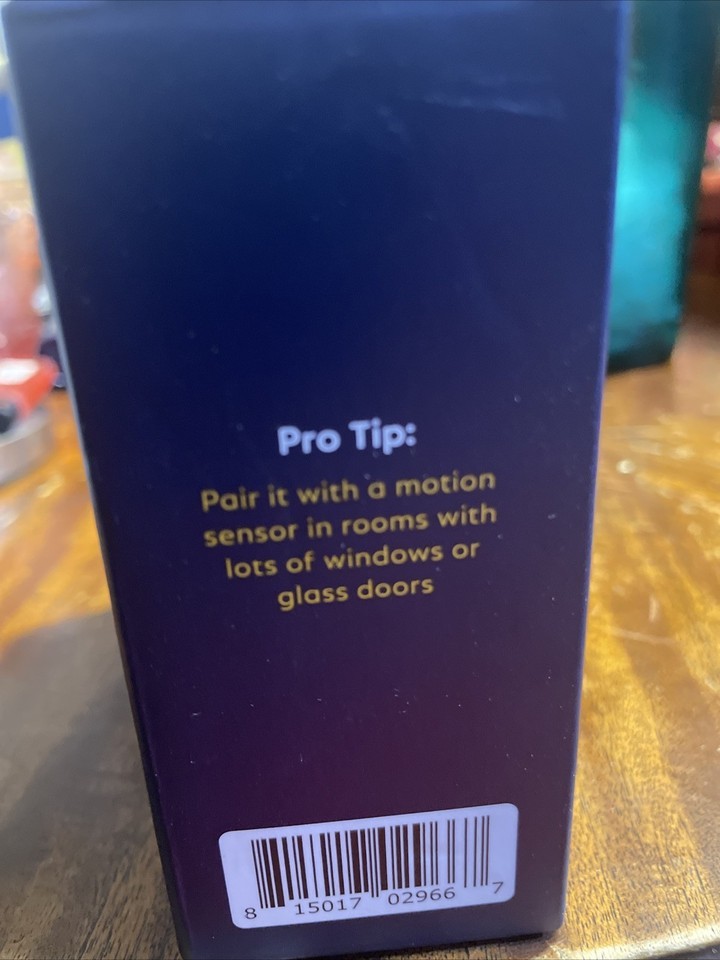 Pro Tip:
Pair it with a motion
sensor in rooms with
lots of windows or
glass doors
8 15017 02966 7